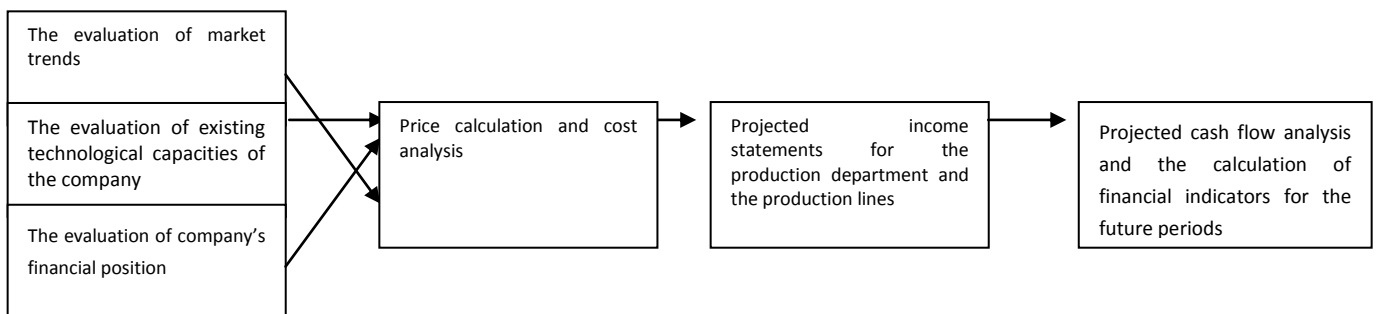 The evaluation of market
trends
The evaluation of existing
technological capacities of
the company
The evaluation of company’s
financial position
Price calculation and cost
analysis
Projected income
statements for the
production department and
the production lines
Projected cash flow analysis
and the calculation of
financial indicators for the
future periods